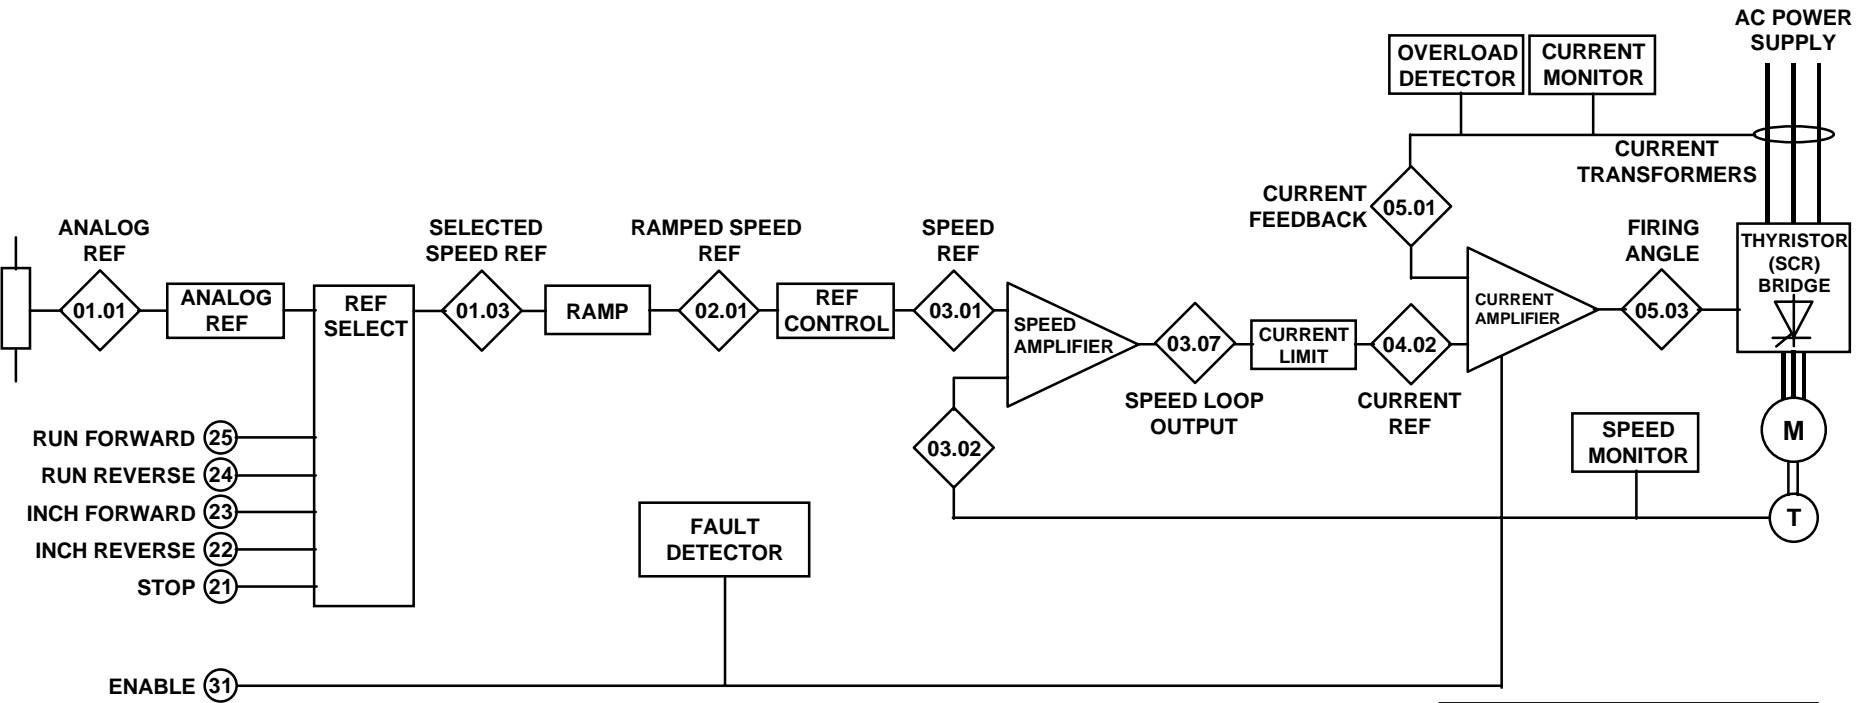 AC POWER
SUPPLY
OVERLOAD
DETECTOR
CURRENT
MONITOR
CURRENT
TRANSFORMERS
CURRENT
FEEDBACK
05.01
ANALOG
REF
01.01
ANALOG
REF
REF
SELECT
SELECTED
SPEED REF
01.03
RAMP
RAMPED SPEED
REF
02.01
REF
CONTROL
SPEED
REF
03.01
SPEED
AMPLIFIER
03.07
SPEED LOOP
OUTPUT
CURRENT
LIMIT
04.02
CURRENT
REF
CURRENT
AMPLIFIER
FIRING
ANGLE
05.03
THYRISTOR
(SCR)
BRIDGE
M
T
SPEED
MONITOR
03.02
RUN FORWARD 25
RUN REVERSE 24
INCH FORWARD 23
INCH REVERSE 22
STOP 21
FAULT
DETECTOR
ENABLE 31